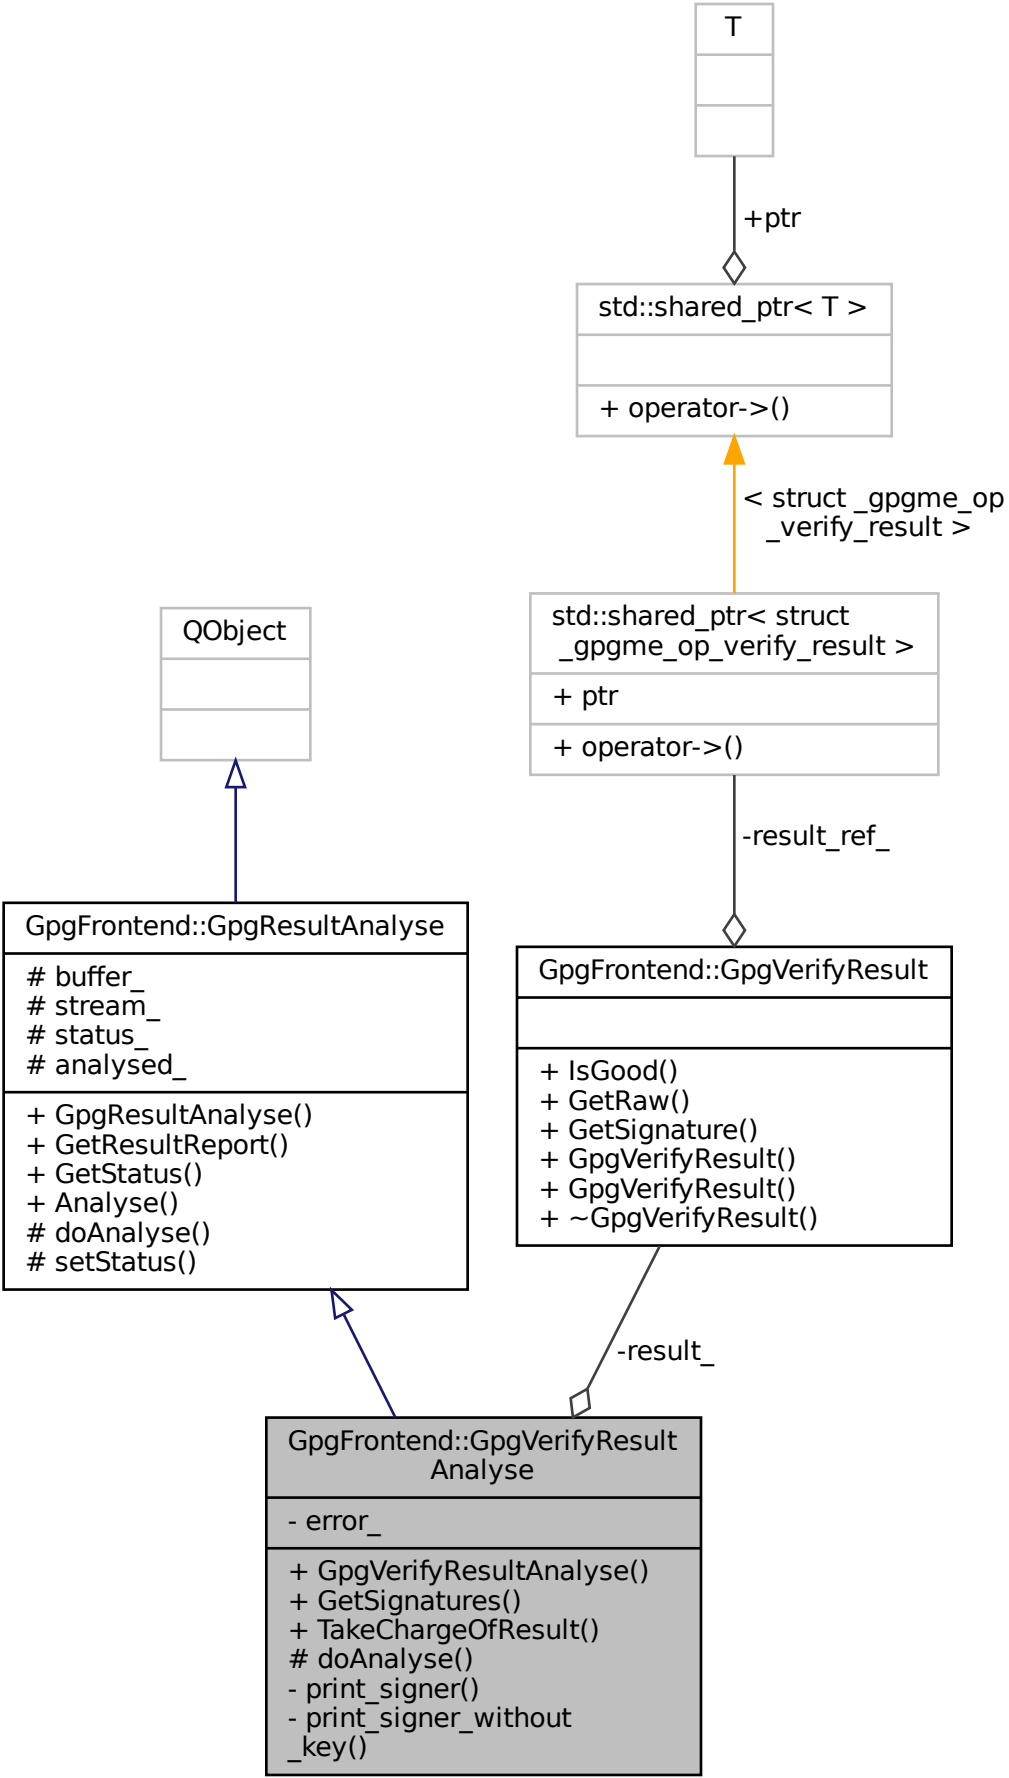 T
+ptr
std::shared_ptr< T >
+ operator->()
< struct _gpgme_op
_verify_result >
std::shared_ptr< struct
_gpgme_op_verify_result >
+ ptr
+ operator->()
QObject
-result_ref_
GpgFrontend::GpgResultAnalyse
# buffer_
# stream_
# status_
# analysed_
+ GpgResultAnalyse()
+ GetResultReport()
+ GetStatus()
+ Analyse()
# doAnalyse()
# setStatus()
GpgFrontend::GpgVerifyResult
+ IsGood()
+ GetRaw()
+ GetSignature()
+ GpgVerifyResult()
+ GpgVerifyResult()
+ ~GpgVerifyResult()
-result_
GpgFrontend::GpgVerifyResult
Analyse
- error_
+ GpgVerifyResultAnalyse()
+ GetSignatures()
+ TakeChargeOfResult()
# doAnalyse()
- print_signer()
- print_signer_without
_key()